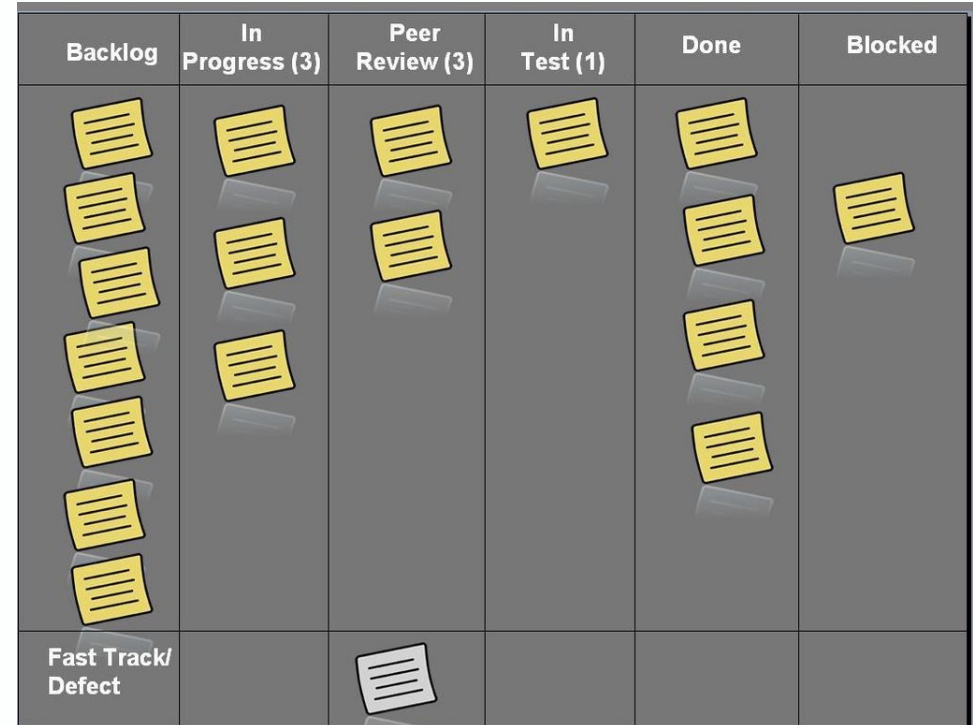 Backlog
In
Progress (3)
Peer
Review (3)
In
Test (1)
Done
Blocked
Fast Track/
Defect